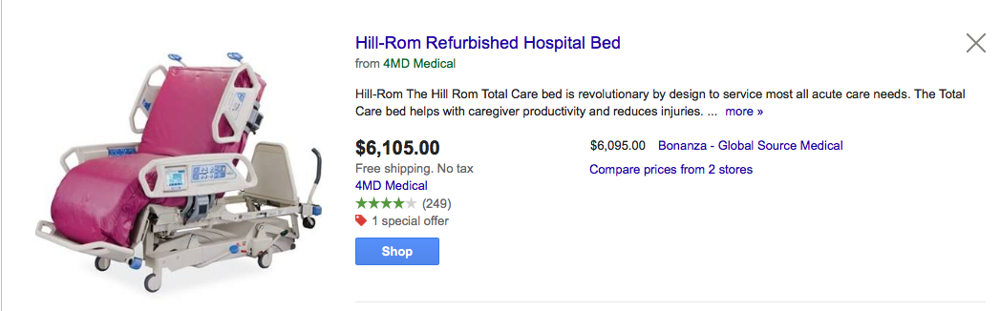 Hill-Rom Refurbished Hospital Bed
from 4MD Medical
Hill-Rom The Hill Rom Total Care bed is revolutionary by design to service most all acute care needs. The Total
Care bed helps with caregiver productivity and reduces injuries. ... more »
$6,105.00
$6,095.00 Bonanza - Global Source Medical
Free shipping. No tax
Compare prices from 2 stores
4MD Medical
(249)
1 special offer
Shop